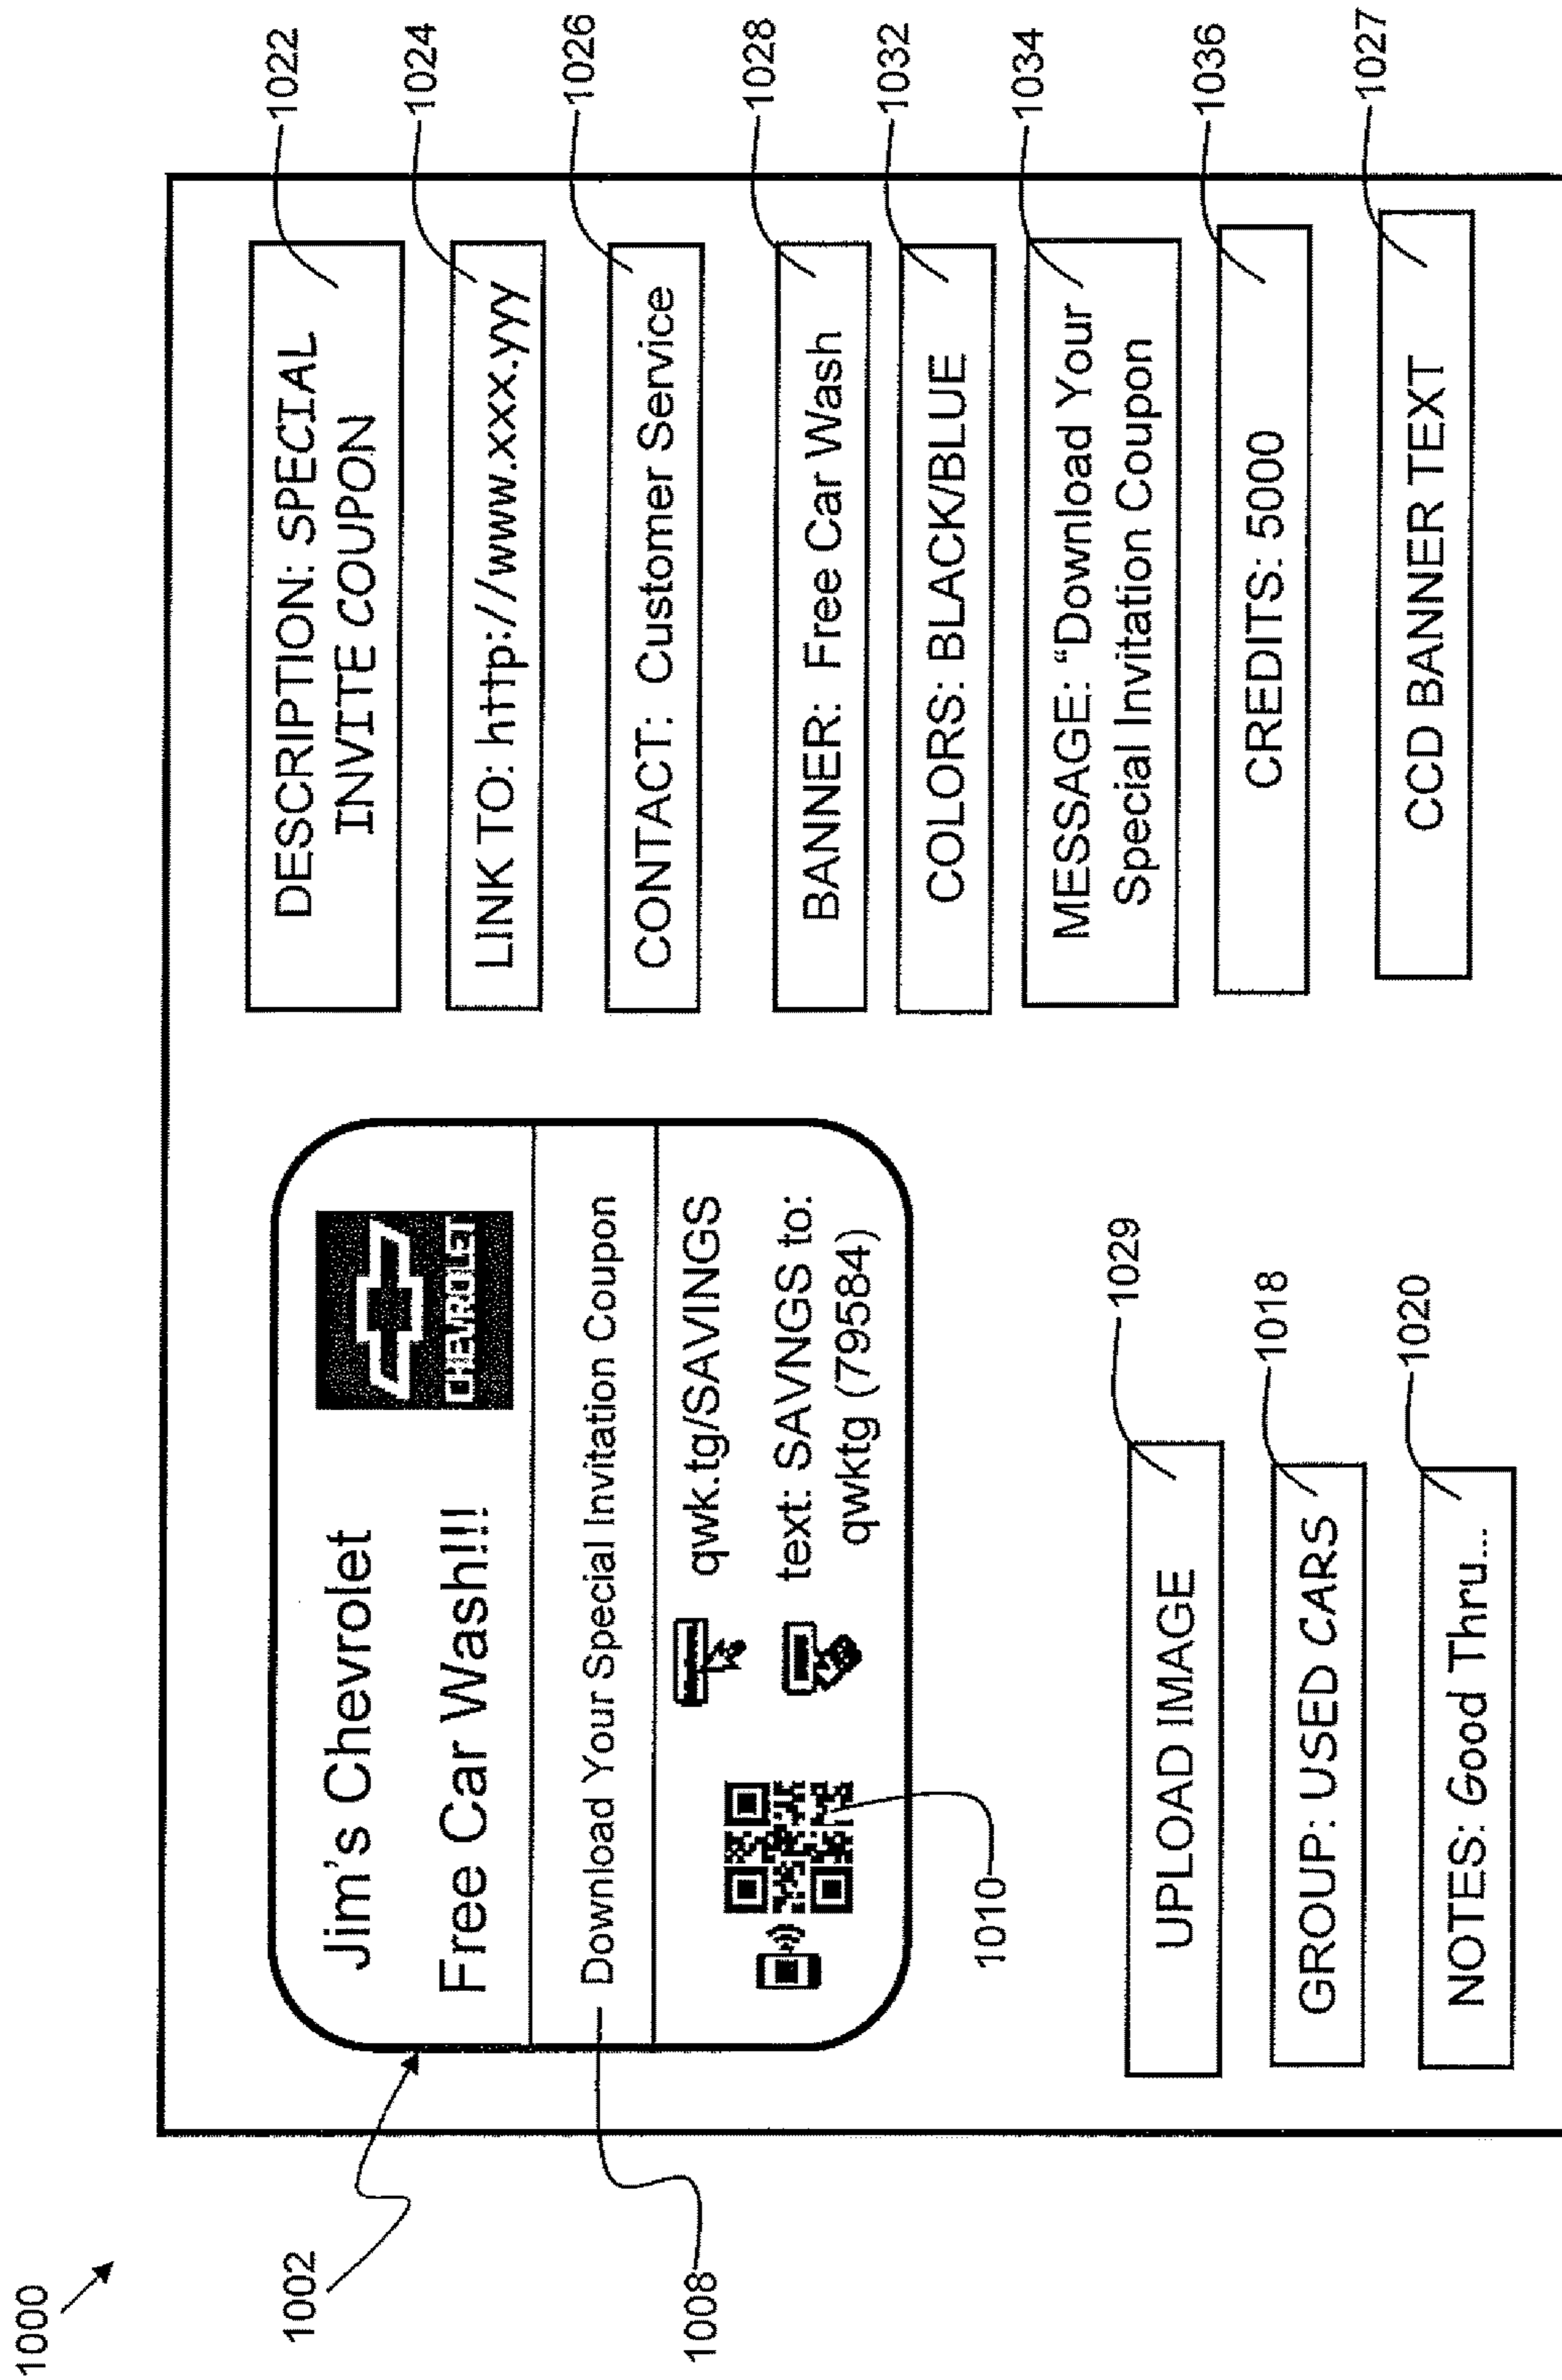 1000
1002
Jim's Chevrolet
CHEVROLET
Free Car Wash!!!
1008
Download Your Special Invitation Coupon
qwk.tg/SAVINGS
text: SAVNGS to:
qwktg (79584)
1010
UPLOAD IMAGE
1029
GROUP: USED CARS
1018
NOTES: Good Thru...
1020
DESCRIPTION: SPECIAL
INVITE COUPON
1022
LINK TO: http://www.xxx.yyy
1024
CONTACT: Customer Service
1026
BANNER: Free Car Wash
1028
COLORS: BLACK/BLUE
1032
MESSAGE: “Download Your
Special Invitation Coupon
1034
CREDITS: 5000
1036
CCD BANNER TEXT
1027